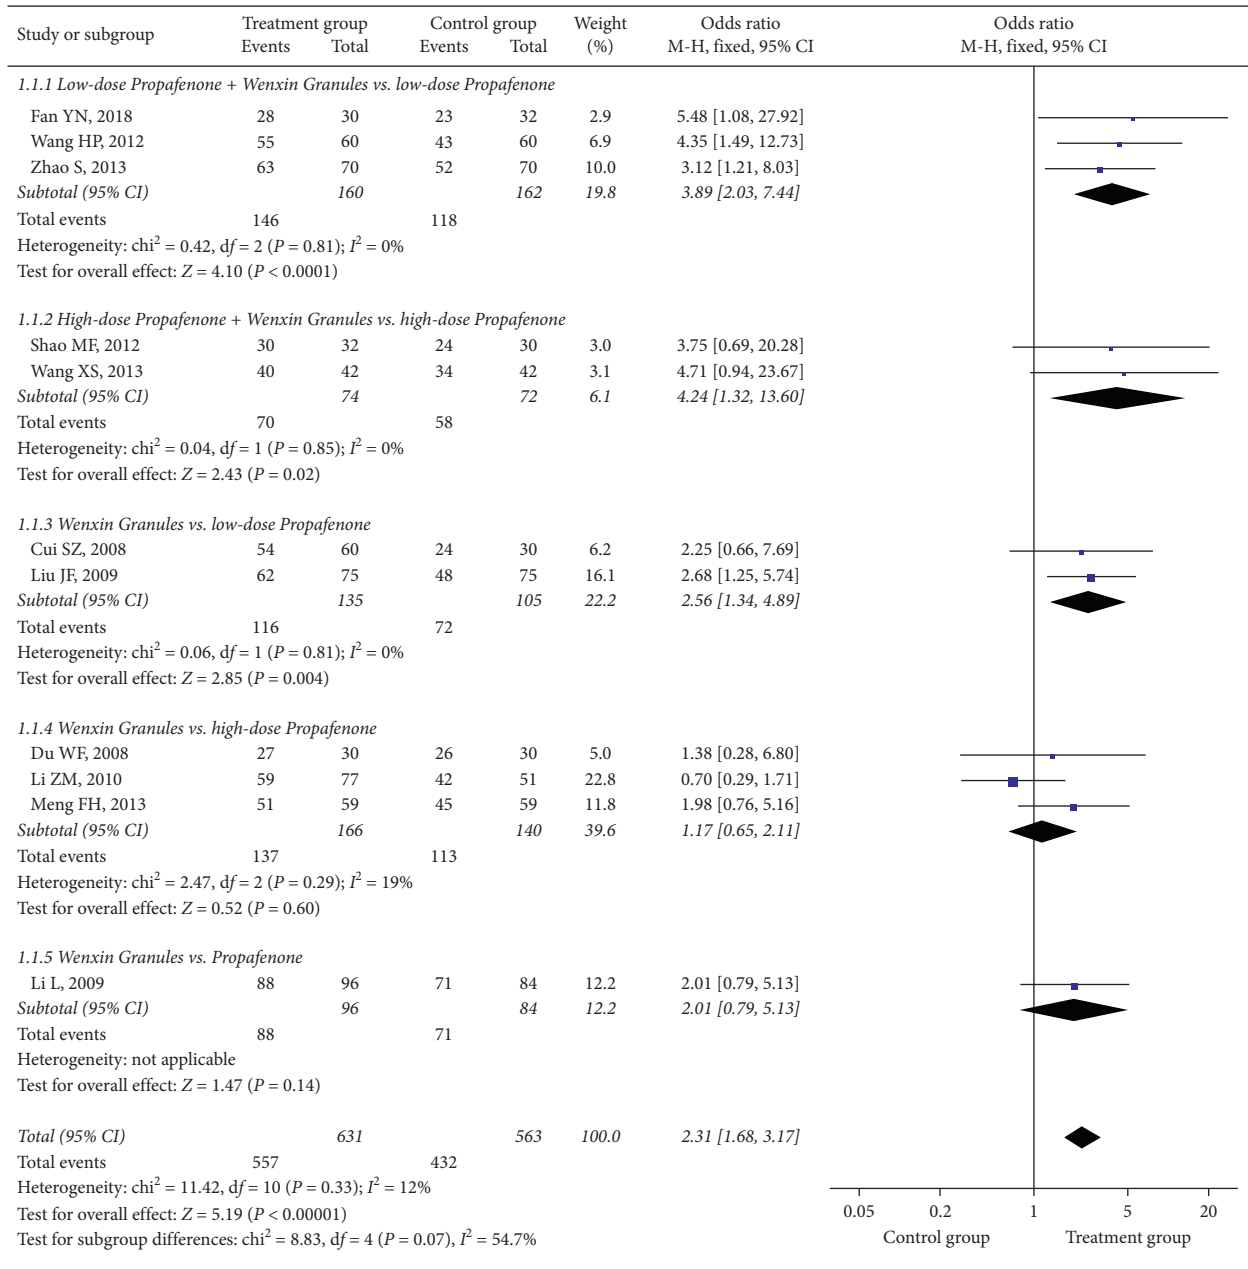 Study or subgroup Treatment group Control group Weight Odds ratio Odds ratio
Events Total Events Total (%) M-H, fixed, 95% CI M-H, fixed, 95% CI
1.1.1 Low-dose Propafenone + Wenxin Granules vs. low-dose Propafenone
Fan YN, 2018 28 30 23 32 2.9 5.48 [1.08, 27.92]
Wang HP, 2012 55 60 43 60 6.9 4.35 [1.49, 12.73]
Zhao S, 2013 63 70 52 70 10.0 3.12 [1.21, 8.03]
Subtotal (95% CI) 160 162 19.8 3.89 [2.03, 7.44]
Total events 146 118
Heterogeneity: chi² = 0.42, df = 2 (P = 0.81); I² = 0%
Test for overall effect: Z = 4.10 (P < 0.0001)
1.1.2 High-dose Propafenone + Wenxin Granules vs. high-dose Propafenone
Shao MF, 2012 30 32 24 30 3.0 3.75 [0.69, 20.28]
Wang XS, 2013 40 42 34 42 3.1 4.71 [0.94, 23.67]
Subtotal (95% CI) 74 72 6.1 4.24 [1.32, 13.60]
Total events 70 58
Heterogeneity: chi² = 0.04, df = 1 (P = 0.85); I² = 0%
Test for overall effect: Z = 2.43 (P = 0.02)
1.1.3 Wenxin Granules vs. low-dose Propafenone
Cui SZ, 2008 54 60 24 30 6.2 2.25 [0.66, 7.69]
Liu JF, 2009 62 75 48 75 16.1 2.68 [1.25, 5.74]
Subtotal (95% CI) 135 105 22.2 2.56 [1.34, 4.89]
Total events 116 72
Heterogeneity: chi² = 0.06, df = 1 (P = 0.81); I² = 0%
Test for overall effect: Z = 2.85 (P = 0.004)
1.1.4 Wenxin Granules vs. high-dose Propafenone
Du WF, 2008 27 30 26 30 5.0 1.38 [0.28, 6.80]
Li ZM, 2010 59 77 42 51 22.8 0.70 [0.29, 1.71]
Meng FH, 2013 51 59 45 59 11.8 1.98 [0.76, 5.16]
Subtotal (95% CI) 166 140 39.6 1.17 [0.65, 2.11]
Total events 137 113
Heterogeneity: chi² = 2.47, df = 2 (P = 0.29); I² = 19%
Test for overall effect: Z = 0.52 (P = 0.60)
1.1.5 Wenxin Granules vs. Propafenone
Li L, 2009 88 96 71 84 12.2 2.01 [0.79, 5.13]
Subtotal (95% CI) 96 84 12.2 2.01 [0.79, 5.13]
Total events 88 71
Heterogeneity: not applicable
Test for overall effect: Z = 1.47 (P = 0.14)
Total (95% CI) 631 563 100.0 2.31 [1.68, 3.17]
Total events 557 432
Heterogeneity: chi² = 11.42, df = 10 (P = 0.33); I² = 12%
Test for overall effect: Z = 5.19 (P < 0.00001) 0.05 0.2 1 5 20
Test for subgroup differences: chi² = 8.83, df = 4 (P = 0.07), I² = 54.7% Control group Treatment group